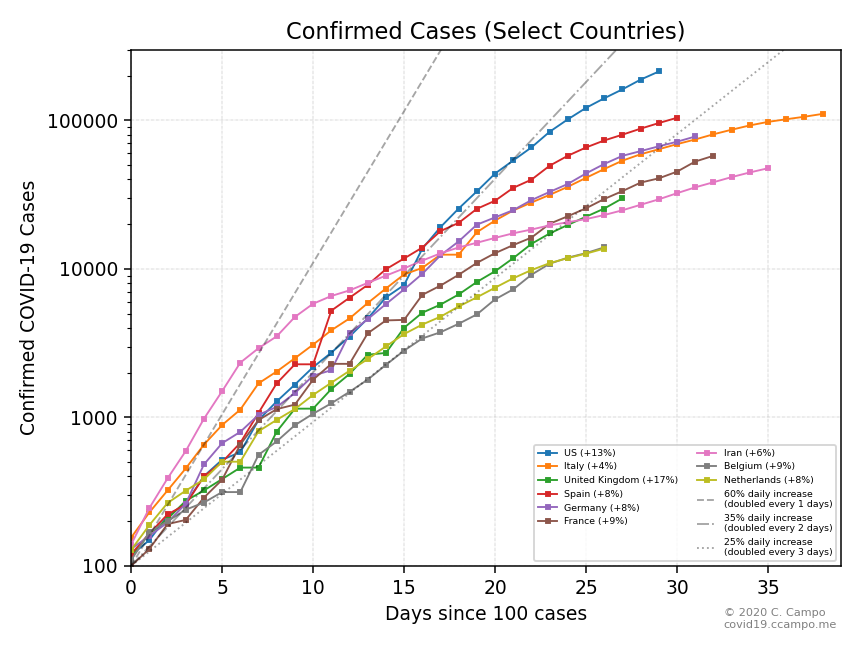 Confirmed Cases (Select Countries)
Confirmed COVID-19 Cases
100000
10000
1000
100
0 5 10 15 20 25 30 35
Days since 100 cases
US (+13%)
Italy (+4%)
United Kingdom (+17%)
Spain (+8%)
Germany (+8%)
France (+9%)
Iran (+6%)
Belgium (+9%)
Netherlands (+8%)
60% daily increase
(doubled every 1 days)
35% daily increase
(doubled every 2 days)
25% daily increase
(doubled every 3 days)
© 2020 C. Campo
covid19.ccampo.me